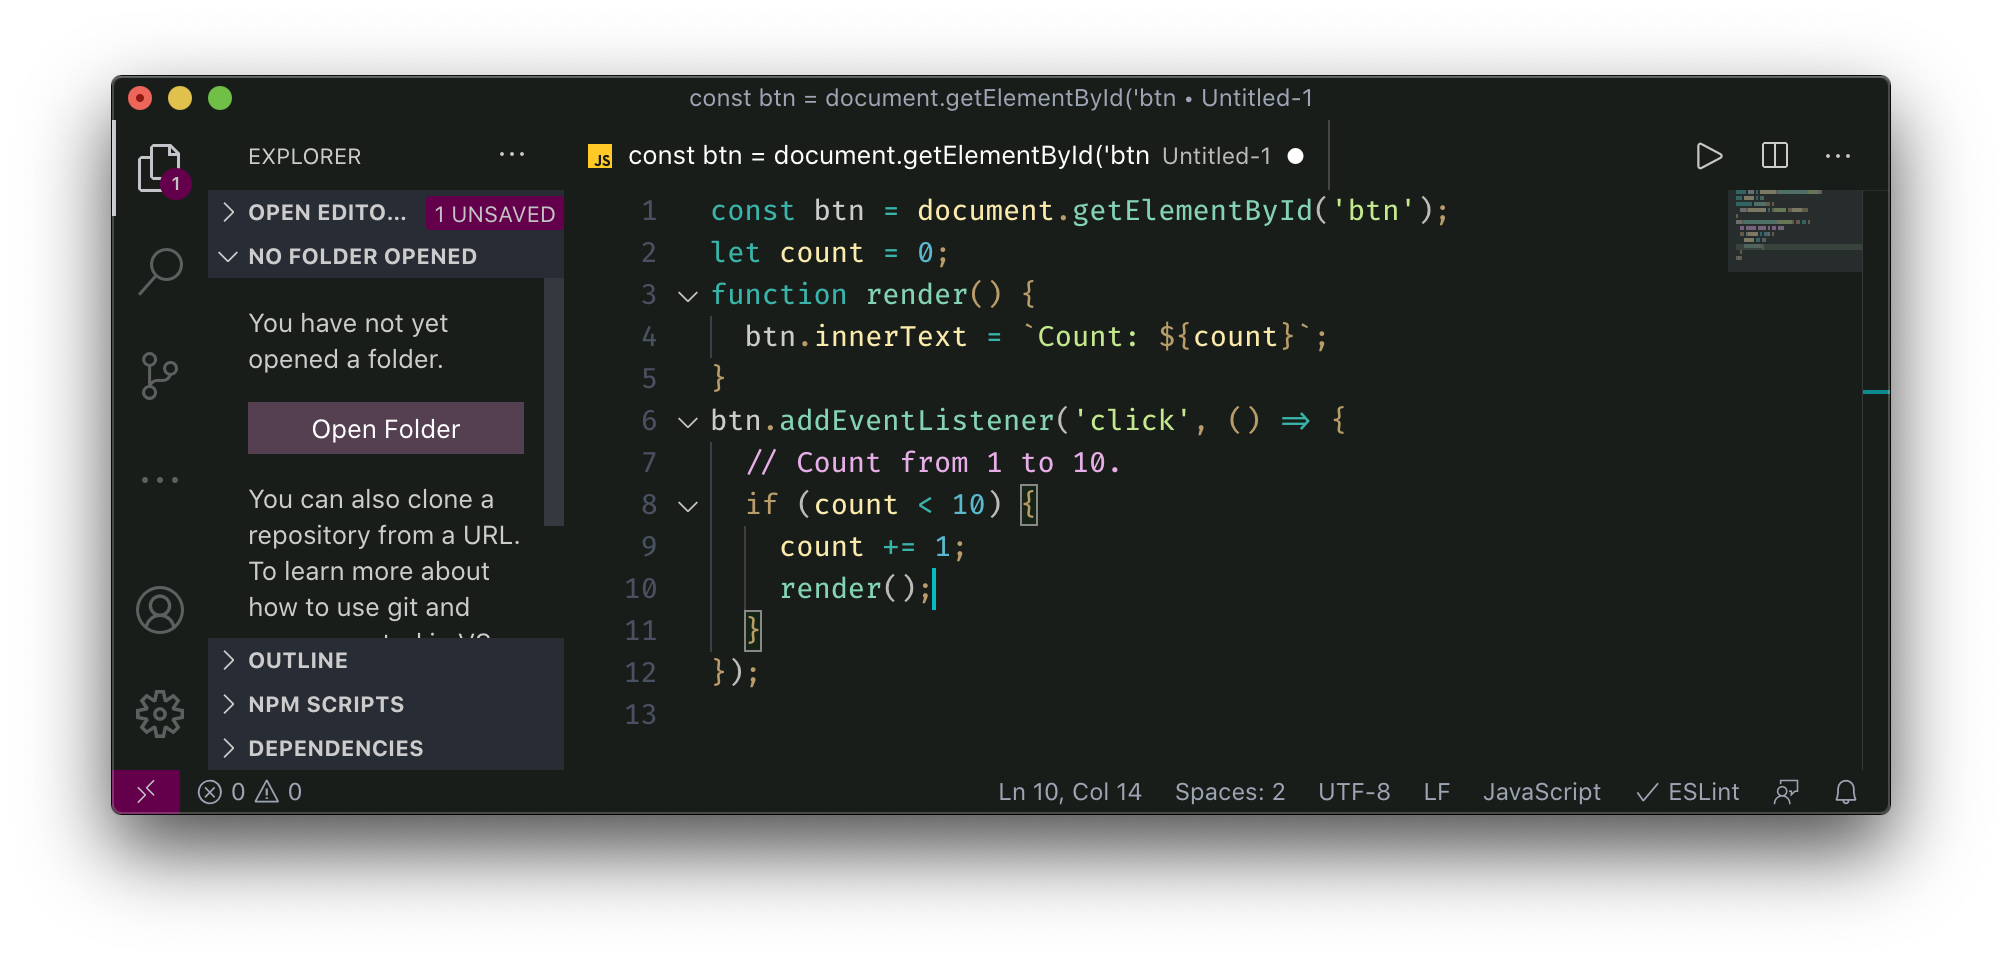 const btn = document.getElementById('btn • Untitled-1
EXPLORER
JS const btn = document.getElementById('btn Untitled-1
1
OPEN EDITO... 1 UNSAVED
NO FOLDER OPENED
You have not yet
opened a folder.
Open Folder
You can also clone a
repository from a URL.
To learn more about
how to use git and
OUTLINE
NPM SCRIPTS
DEPENDENCIES
1 const btn = document.getElementById('btn');
2 let count = 0;
3 function render() {
4 btn.innerText = `Count: ${count}`;
5 }
6 btn.addEventListener('click', () => {
7 // Count from 1 to 10.
8 if (count < 10) {
9 count += 1;
10 render();
11 }
12 });
13
0 0
Ln 10, Col 14 Spaces: 2 UTF-8 LF JavaScript ESLint